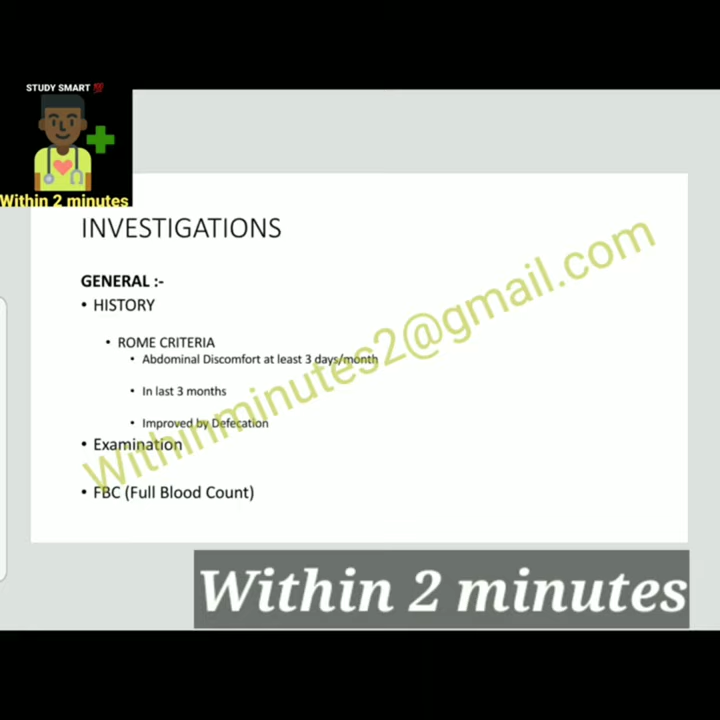 STUDY SMART 💯
Within 2 minutes
INVESTIGATIONS
GENERAL :-
• HISTORY
• ROME CRITERIA
• Abdominal Discomfort at least 3 days/month
• In last 3 months
• Improved by Defecation
• Examination
• FBC (Full Blood Count)
Withinminutes2@gmail.com
Within 2 minutes